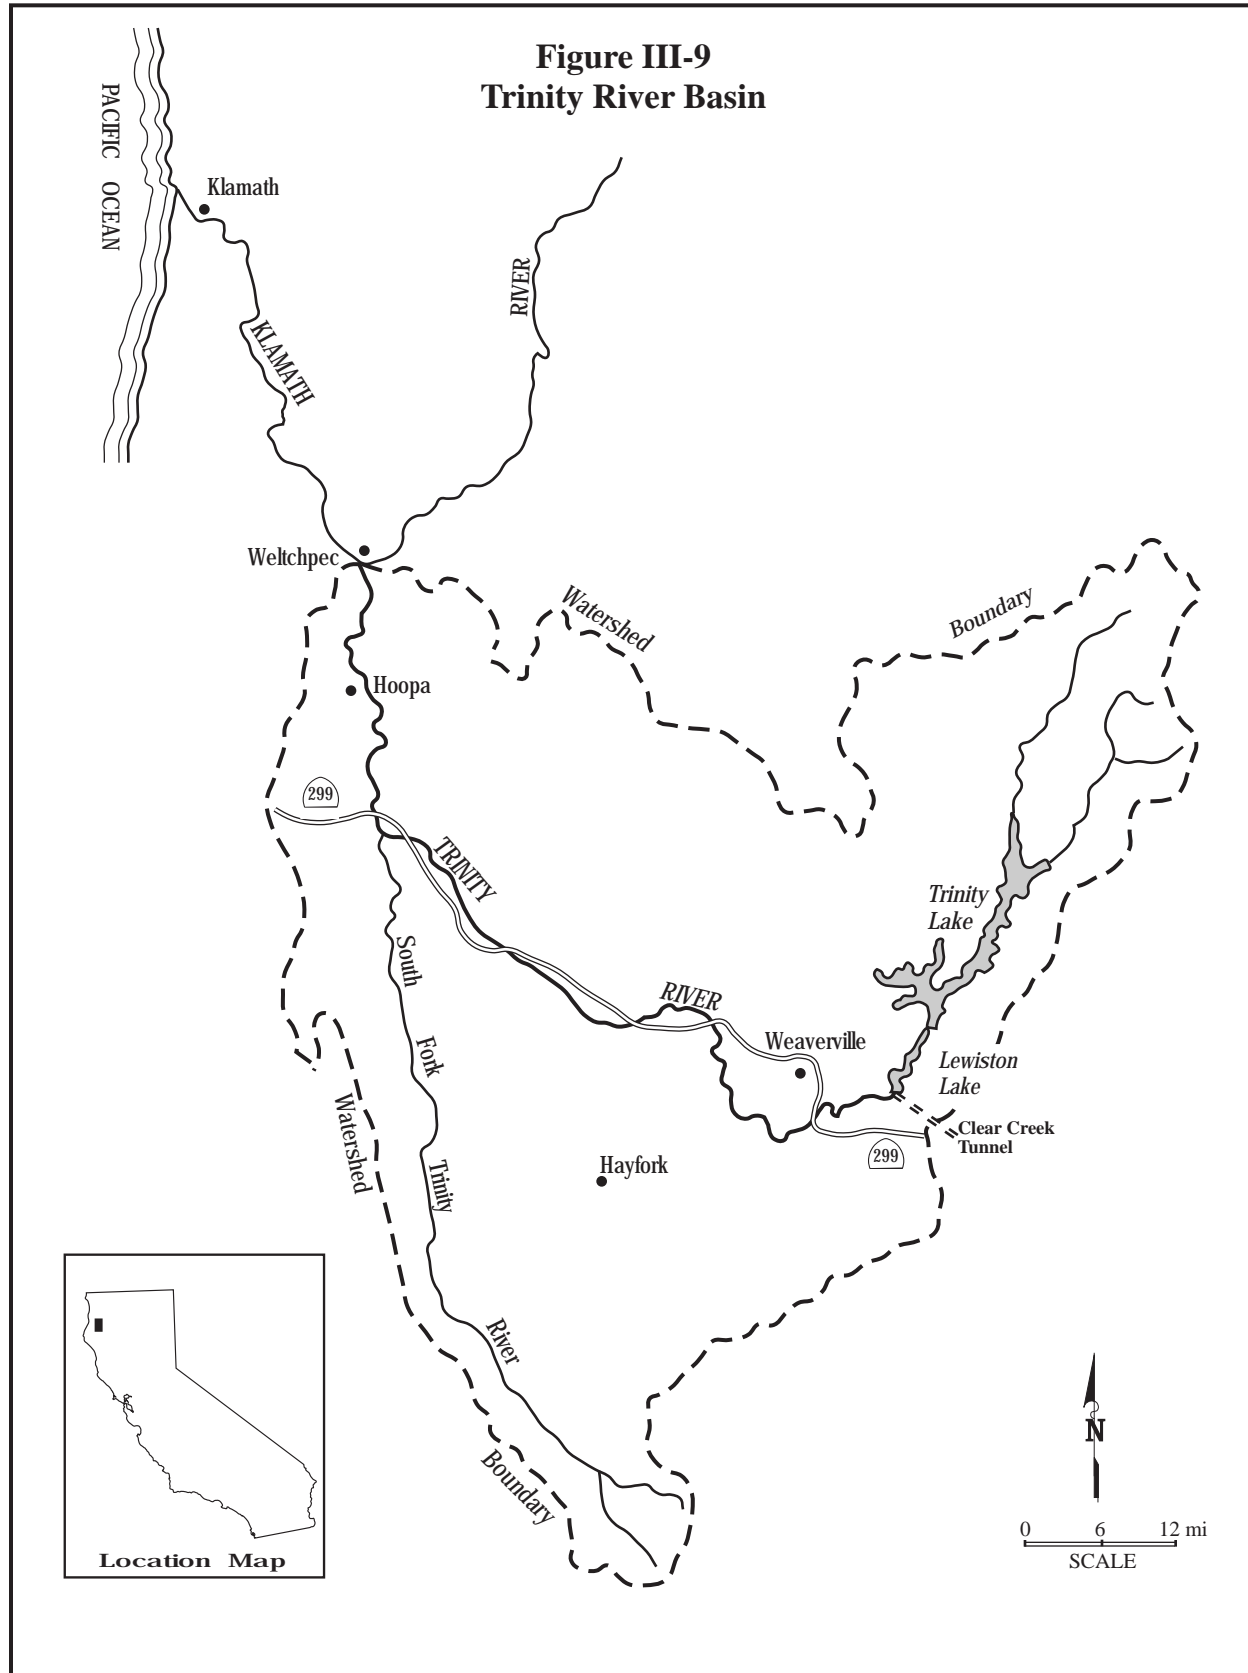 Figure III-9
Trinity River Basin
PACIFIC OCEAN
Klamath
RIVER
KLAMATH
Weltchpec
Watershed
Boundary
Hoopa
299
TRINITY
Trinity
Lake
South
RIVER
Weaverville
Fork
Lewiston
Lake
Watershed
Clear Creek
Tunnel
299
Hayfork
Trinity
River
Boundary
N
0 6 12 mi
SCALE
Location Map